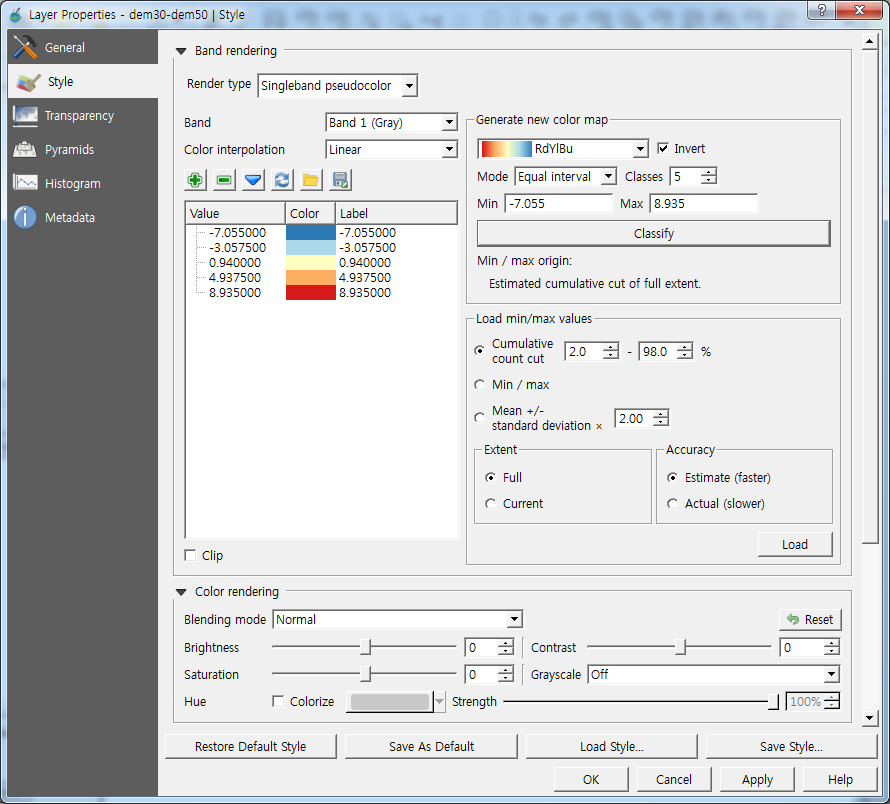 Layer Properties - dem30-dem50 | Style
?
General
Style
Transparency
Pyramids
Histogram
Metadata
Band rendering
Render type Singleband pseudocolor
Band Band 1 (Gray)
Color interpolation Linear
Value Color Label
-7.055000 -7.055000
-3.057500 -3.057500
0.940000 0.940000
4.937500 4.937500
8.935000 8.935000
Clip
Generate new color map
RdYlBu Invert
Mode Equal interval Classes 5
Min -7.055 Max 8.935
Classify
Min / max origin:
Estimated cumulative cut of full extent.
Load min/max values
Cumulative
count cut 2.0 - 98.0 %
Min / max
Mean +/-
standard deviation × 2.00
Extent
Full
Current
Accuracy
Estimate (faster)
Actual (slower)
Load
Color rendering
Blending mode Normal Reset
Brightness 0 Contrast 0
Saturation 0 Grayscale Off
Hue Colorize Strength 100%
Restore Default Style Save As Default Load Style... Save Style...
OK Cancel Apply Help